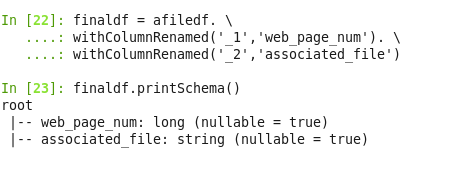 In [22]: finaldf = afiledf. \
   ....: withColumnRenamed('_1','web_page_num'). \
   ....: withColumnRenamed('_2','associated_file')
In [23]: finaldf.printSchema()
root
 |-- web_page_num: long (nullable = true)
 |-- associated_file: string (nullable = true)